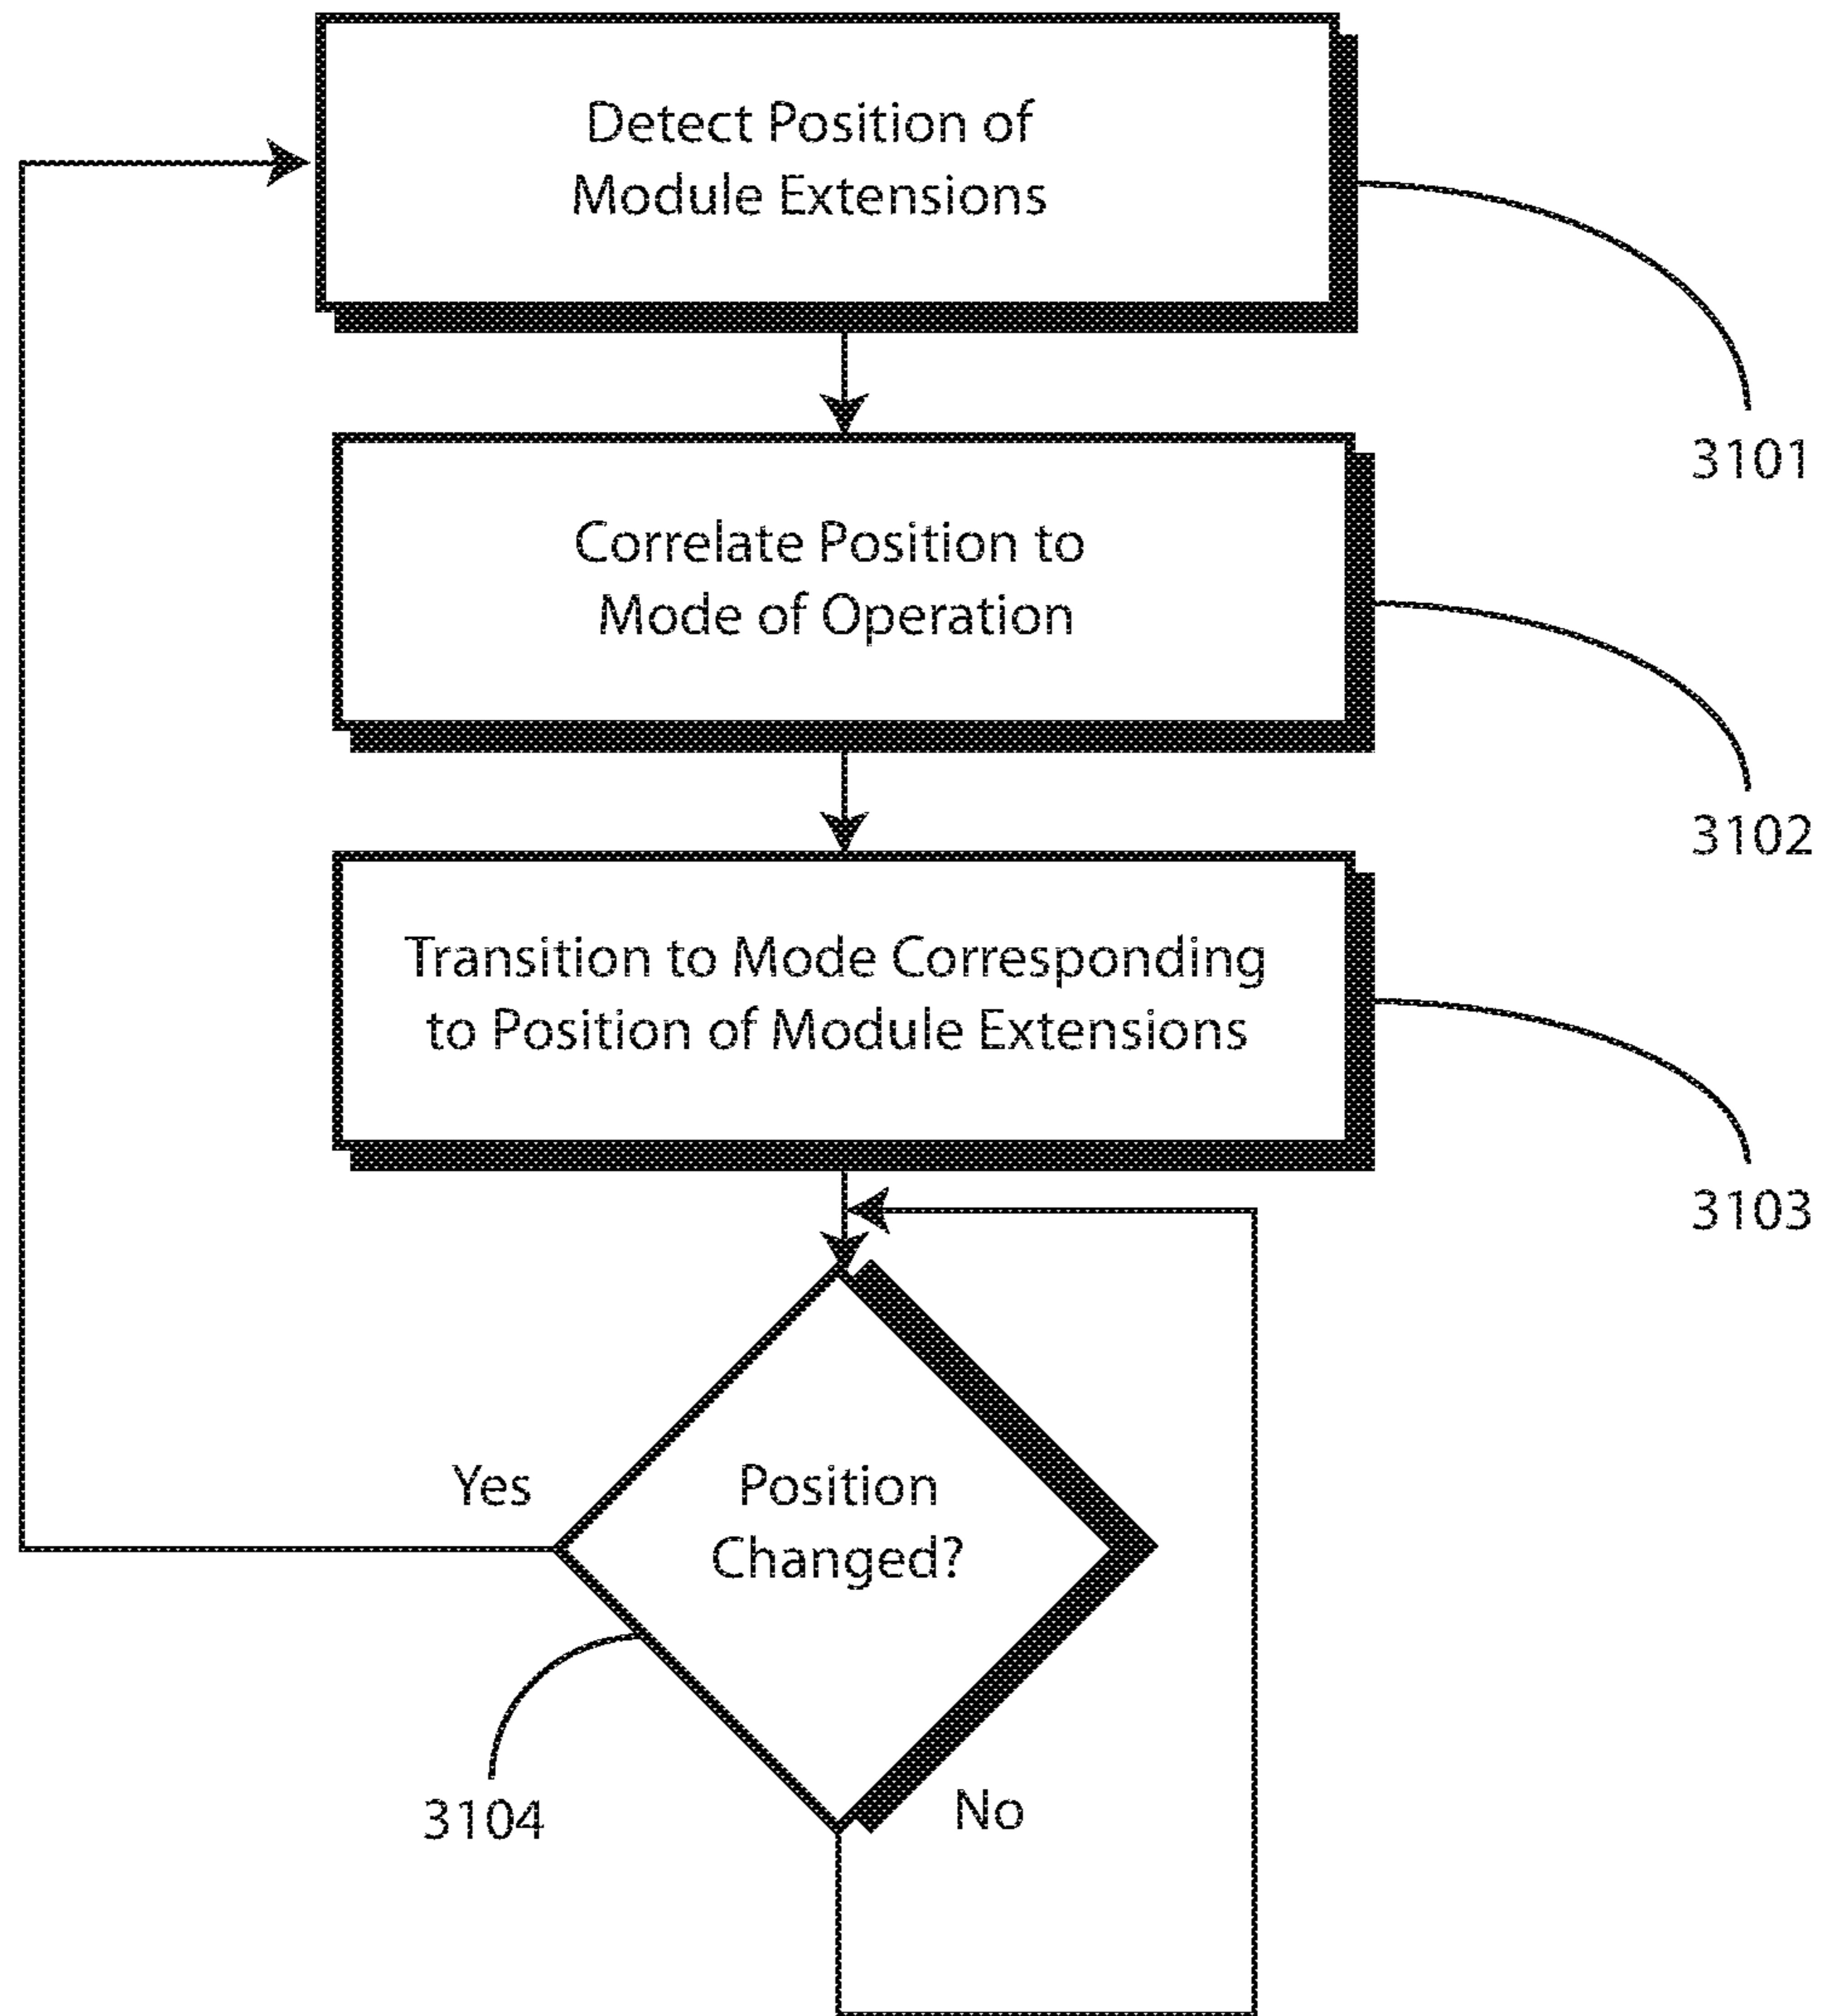 Detect Position of
Module Extensions
3101
Correlate Position to
Mode of Operation
3102
Transition to Mode Corresponding
to Position of Module Extensions
3103
Yes
Position
Changed?
3104
No